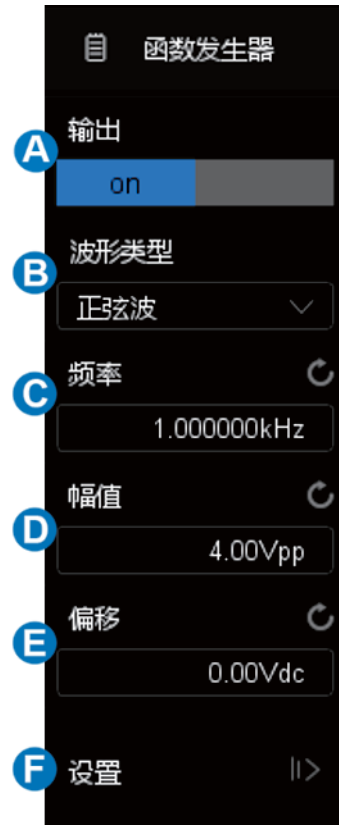 函数发生器
A 输出
on
B 波形类型
正弦波
C 频率
1.000000kHz
D 幅值
4.00Vpp
E 偏移
0.00Vdc
F 设置